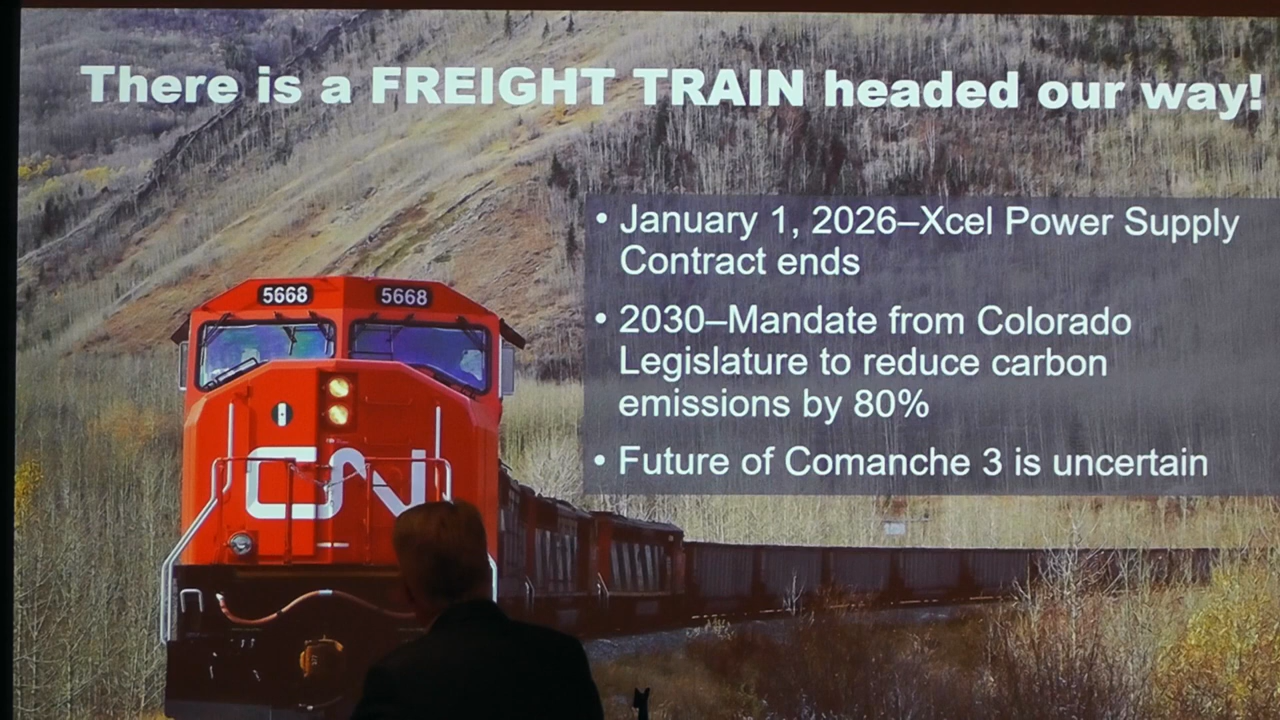 There is a FREIGHT TRAIN headed our way!
• January 1, 2026–Xcel Power Supply
Contract ends
• 2030–Mandate from Colorado
Legislature to reduce carbon
emissions by 80%
• Future of Comanche 3 is uncertain
5668 5668
CN